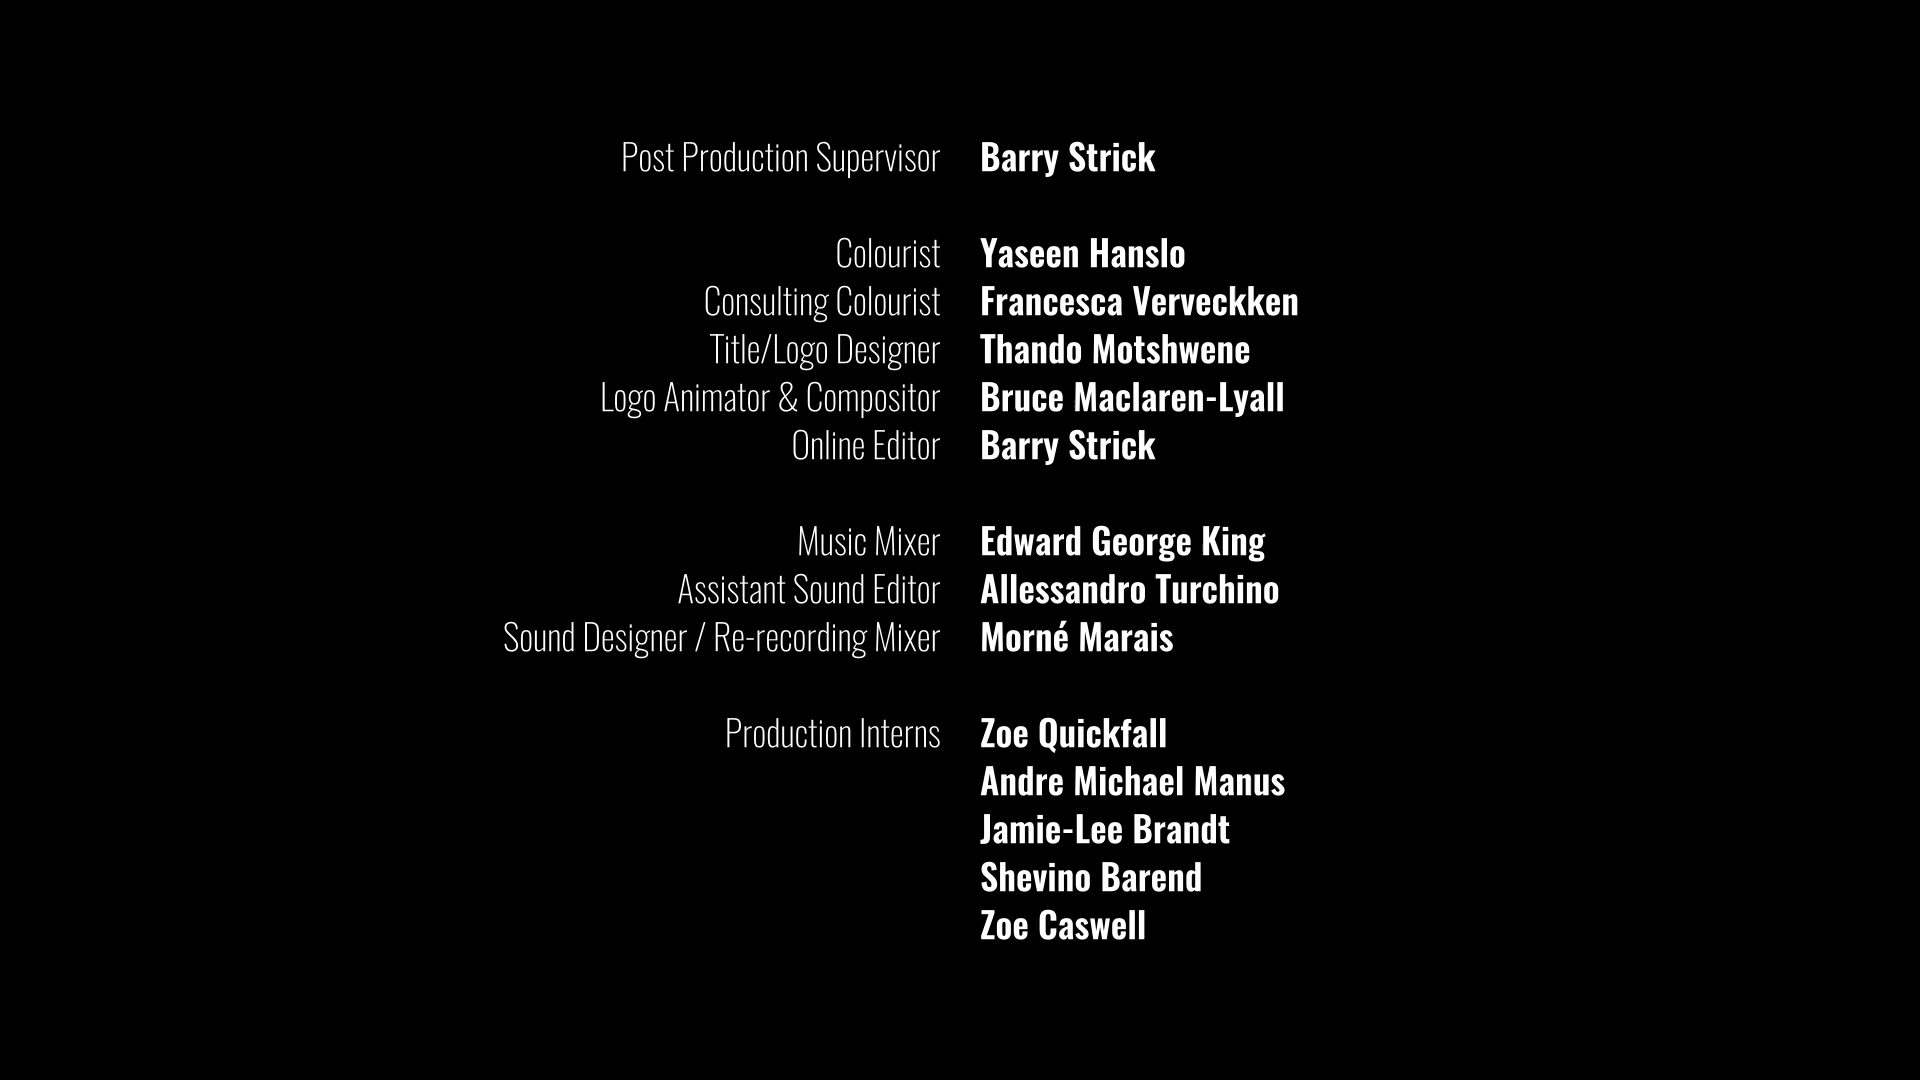 Post Production Supervisor Barry Strick
Colourist Yaseen Hanslo
Consulting Colourist Francesca Verveckken
Title/Logo Designer Thando Motshwene
Logo Animator & Compositor Bruce Maclaren-Lyall
Online Editor Barry Strick
Music Mixer Edward George King
Assistant Sound Editor Allessandro Turchino
Sound Designer / Re-recording Mixer Morné Marais
Production Interns Zoe Quickfall
Andre Michael Manus
Jamie-Lee Brandt
Shevino Barend
Zoe Caswell